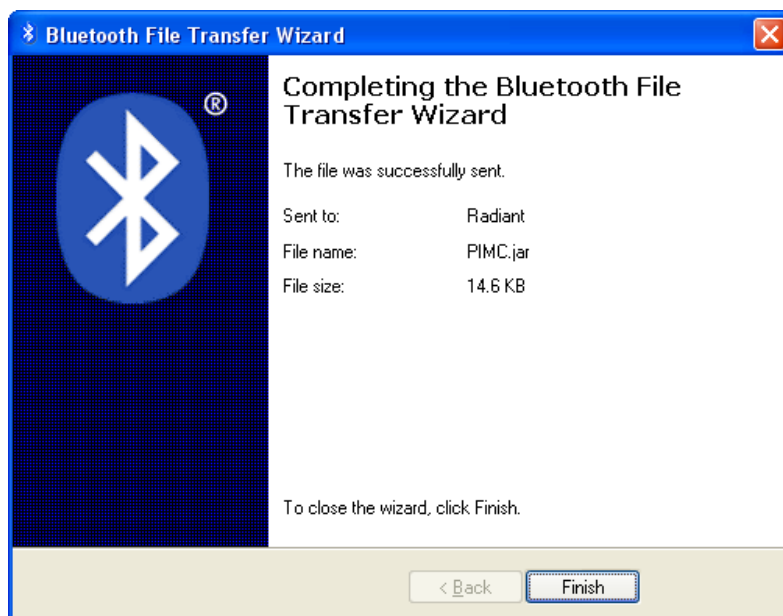 Bluetooth File Transfer Wizard
®
Completing the Bluetooth File
Transfer Wizard
The file was successfully sent.
Sent to: Radiant
File name: PIMC.jar
File size: 14.6 KB
To close the wizard, click Finish.
< Back Finish